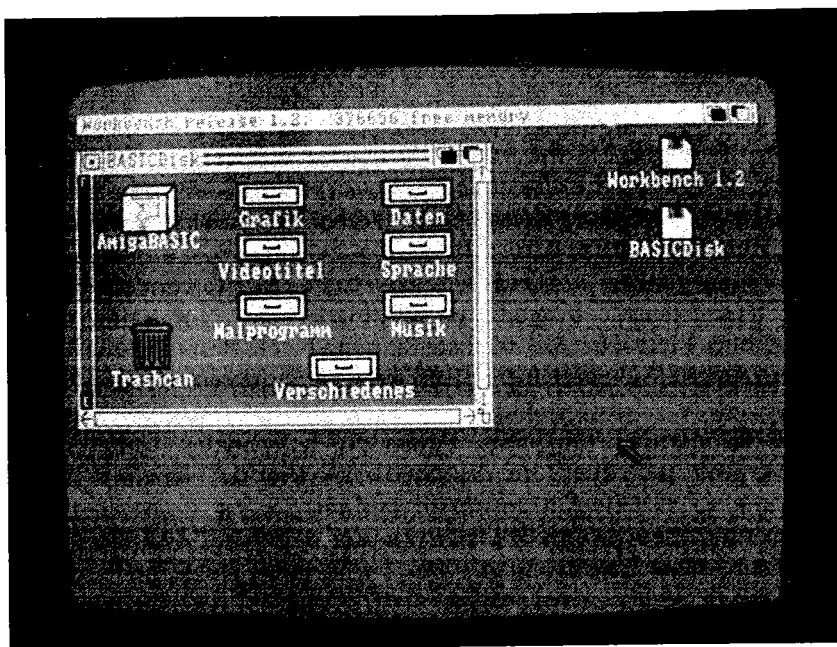 Workbench release 1.2. 376656 free memory
BASICDisk
AmigaBASIC
Grafik
Daten
Videotitel
Sprache
Malprogramm
Musik
Trashcan
Verschiedenes
Workbench 1.2
BASICDisk